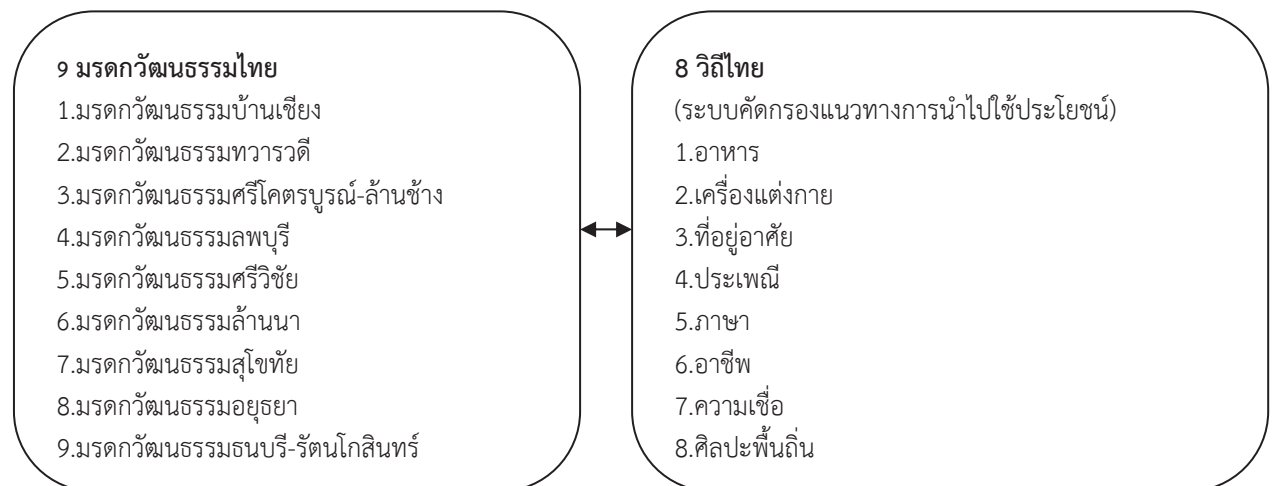 9 มรดกวัฒนธรรมไทย
1.มรดกวัฒนธรรมบ้านเชียง
2.มรดกวัฒนธรรมทวารวดี
3.มรดกวัฒนธรรมศรีโคตรบูรณ์-ล้านช้าง
4.มรดกวัฒนธรรมลพบุรี
5.มรดกวัฒนธรรมศรีวิชัย
6.มรดกวัฒนธรรมล้านนา
7.มรดกวัฒนธรรมสุโขทัย
8.มรดกวัฒนธรรมอยุธยา
9.มรดกวัฒนธรรมธนบุรี-รัตนโกสินทร์
8 วิถีไทย
(ระบบคัดกรองแนวทางการนำไปใช้ประโยชน์)
1.อาหาร
2.เครื่องแต่งกาย
3.ที่อยู่อาศัย
4.ประเพณี
5.ภาษา
6.อาชีพ
7.ความเชื่อ
8.ศิลปะพื้นถิ่น